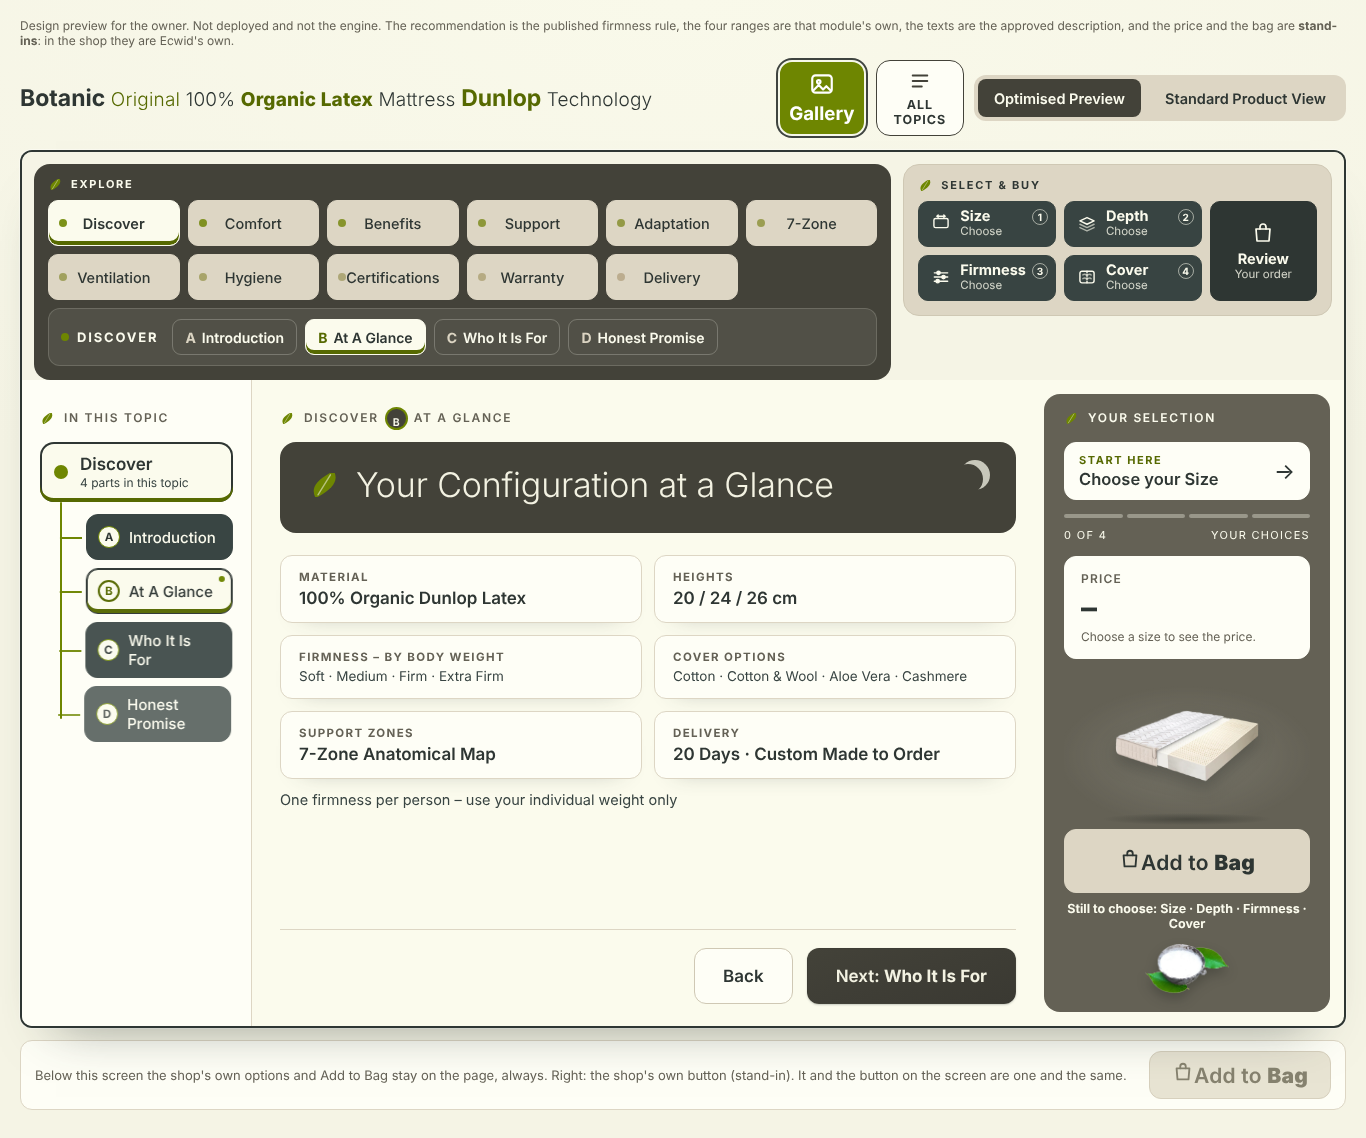 Design preview for the owner. Not deployed and not the engine. The recommendation is the published firmness rule, the four ranges are that module's own, the texts are the approved description, and the price and the bag are stand-
ins: in the shop they are Ecwid's own.
Botanic Original 100% Organic Latex Mattress Dunlop Technology
Gallery
ALL
TOPICS
Optimised Preview
Standard Product View
EXPLORE
Discover
Comfort
Benefits
Support
Adaptation
7-Zone
Ventilation
Hygiene
Certifications
Warranty
Delivery
DISCOVER
A Introduction
B At A Glance
C Who It Is For
D Honest Promise
SELECT & BUY
Size 1
Choose
Depth 2
Choose
Firmness 3
Choose
Cover 4
Choose
Review
Your order
IN THIS TOPIC
Discover
4 parts in this topic
A Introduction
B At A Glance
C Who It Is
For
D Honest
Promise
DISCOVER B AT A GLANCE
Your Configuration at a Glance
MATERIAL
100% Organic Dunlop Latex
HEIGHTS
20 / 24 / 26 cm
FIRMNESS – BY BODY WEIGHT
Soft · Medium · Firm · Extra Firm
COVER OPTIONS
Cotton · Cotton & Wool · Aloe Vera · Cashmere
SUPPORT ZONES
7-Zone Anatomical Map
DELIVERY
20 Days · Custom Made to Order
One firmness per person – use your individual weight only
Back
Next: Who It Is For
YOUR SELECTION
START HERE
Choose your Size
0 OF 4
YOUR CHOICES
PRICE
–
Choose a size to see the price.
Add to Bag
Still to choose: Size · Depth · Firmness ·
Cover
Below this screen the shop's own options and Add to Bag stay on the page, always. Right: the shop's own button (stand-in). It and the button on the screen are one and the same.
Add to Bag